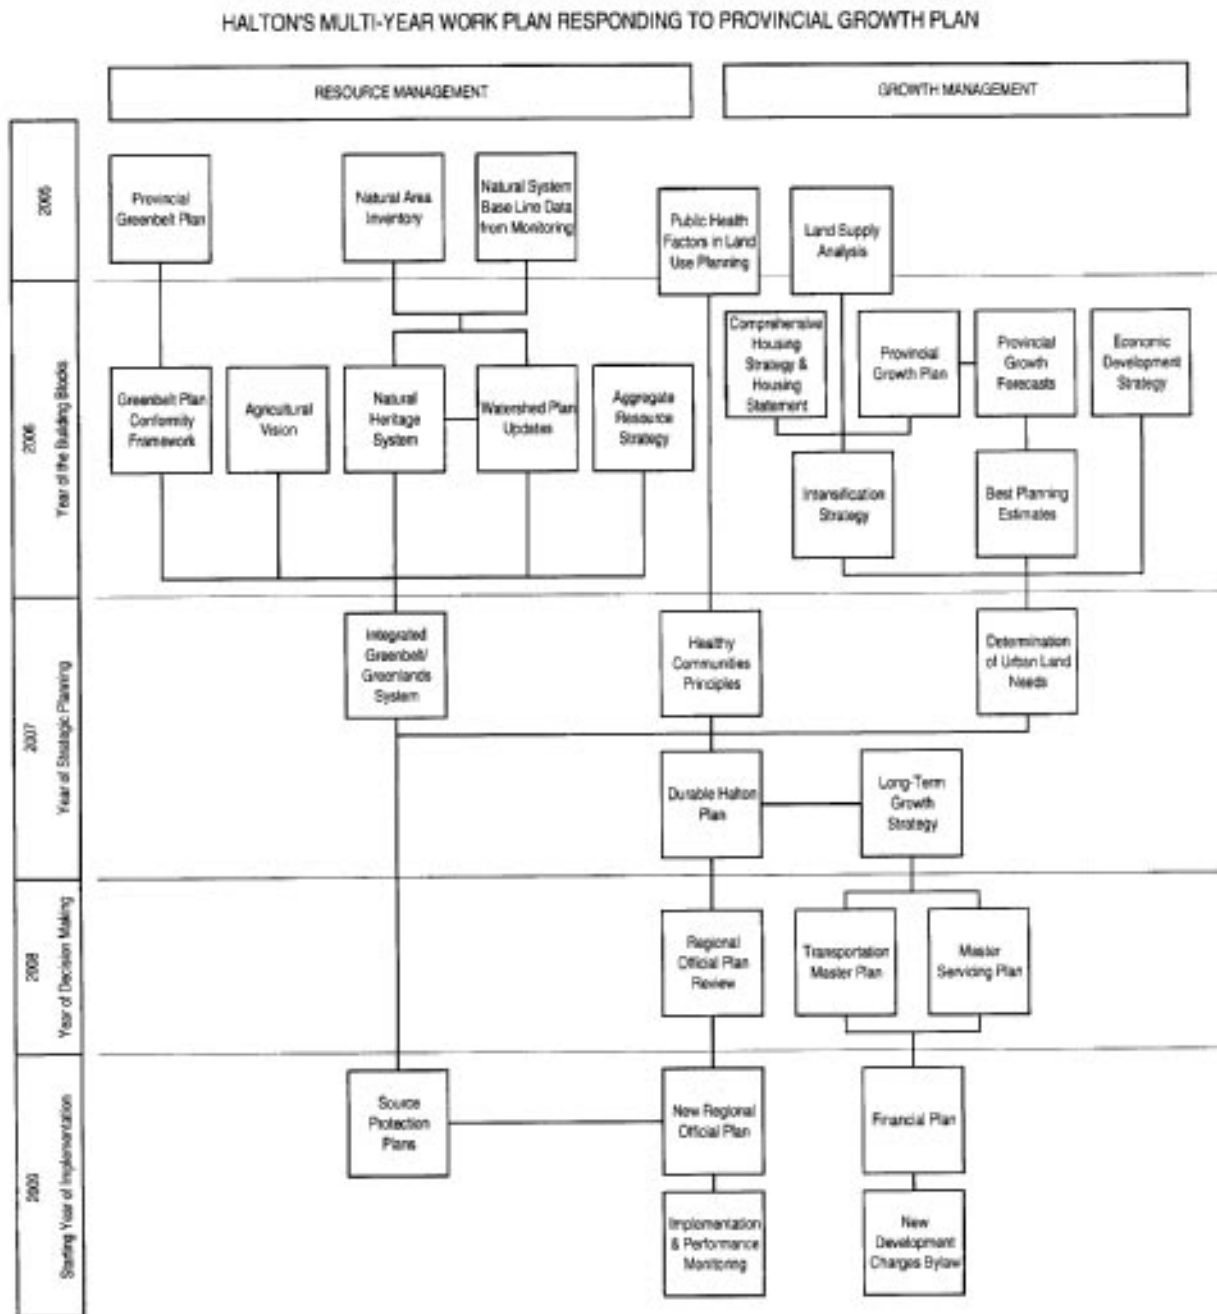 HALTON'S MULTI-YEAR WORK PLAN RESPONDING TO PROVINCIAL GROWTH PLAN
RESOURCE MANAGEMENT
GROWTH MANAGEMENT
2005
Provincial
Greenbelt Plan
Natural Area
Inventory
Natural System
Base Line Data
from Monitoring
Public Health
Factors in Land
Use Planning
Land Supply
Analysis
2006
Year of the Building Blocks
Greenbelt Plan
Conformity
Framework
Agricultural
Vision
Natural
Heritage
System
Watershed Plan
Updates
Aggregate
Resource
Strategy
Comprehensive
Housing
Strategy &
Housing
Statement
Provincial
Growth Plan
Provincial
Growth
Forecasts
Economic
Development
Strategy
Intensification
Strategy
Best Planning
Estimates
2007
Year of Strategic Planning
Integrated
Greenbelt/
Greenlands
System
Healthy
Communities
Principles
Determination
of Urban Land
Needs
Durable Halton
Plan
Long-Term
Growth
Strategy
2008
Year of Decision Making
Regional
Official Plan
Review
Transportation
Master Plan
Master
Servicing Plan
2009
Starting Year of Implementation
Source
Protection
Plans
New Regional
Official Plan
Financial Plan
Implementation
& Performance
Monitoring
New
Development
Charges Bylaw